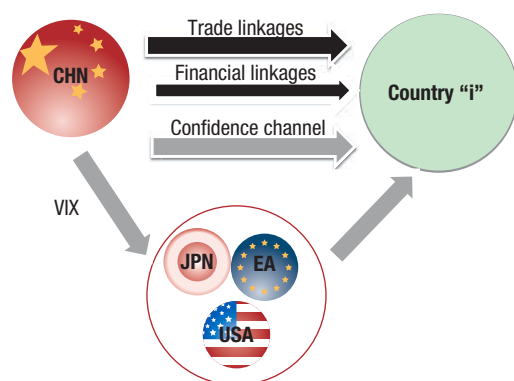 Trade linkages
CHN
Financial linkages
Country “i”
Confidence channel
VIX
JPN
EA
USA